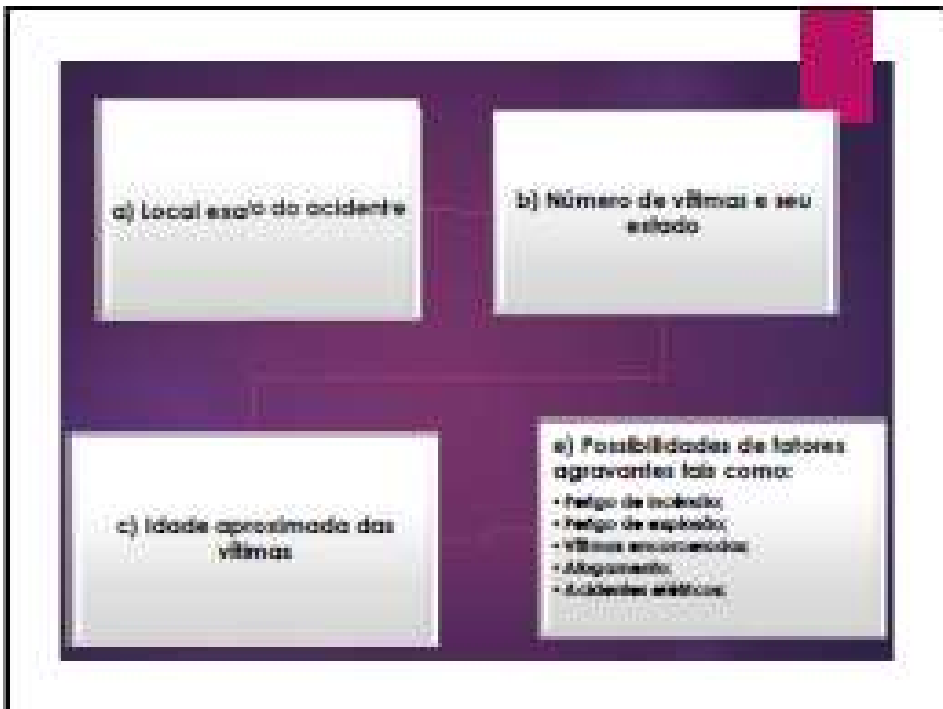 a) Local exato do acidente
b) Número de vítimas e seu
estado
c) Idade aproximada das
vítimas
e) Possibilidades de fatores
agravantes tais como:
• Perigo de incêndio;
• Perigo de explosão;
• Vítimas encarceradas;
• Afogamento;
• Acidentes elétricos;